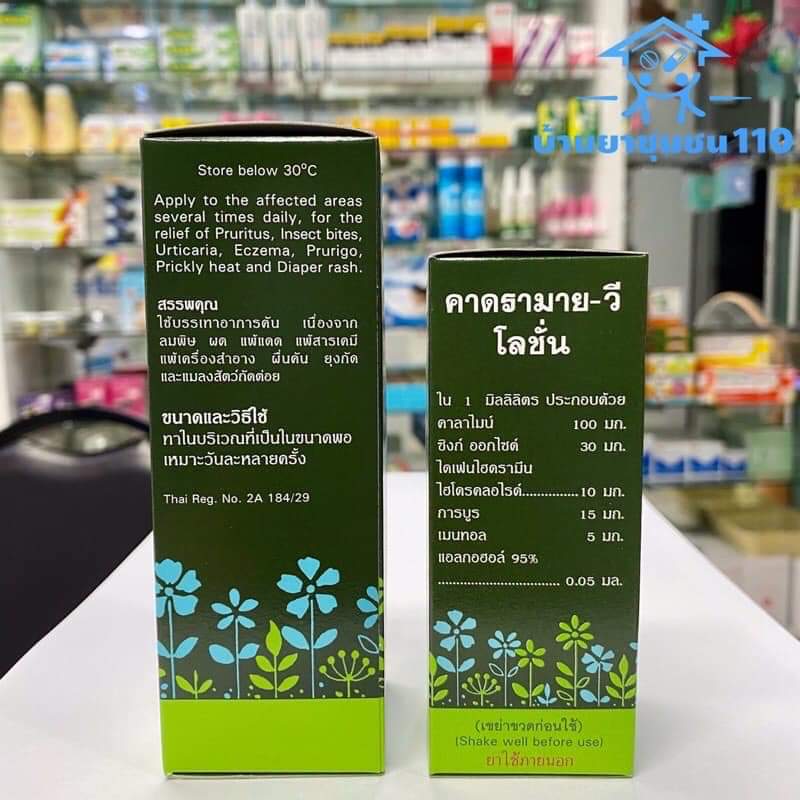 บ้านยาชุมชน 110
Store below 30°C
Apply to the affected areas
several times daily, for the
relief of Pruritus, Insect bites,
Urticaria, Eczema, Prurigo,
Prickly heat and Diaper rash.
สรรพคุณ
ใช้บรรเทาอาการคัน เนื่องจาก
ลมพิษ ผด แพ้แดด แพ้สารเคมี
แพ้เครื่องสำอาง ผื่นคัน ยุงกัด
และแมลงสัตว์กัดต่อย
ขนาดและวิธีใช้
ทาในบริเวณที่เป็นในขนาดพอ
เหมาะวันละหลายครั้ง
Thai Reg. No. 2A 184/29
คาดรามาย-วี
โลชั่น
ใน 1 มิลลิลิตร ประกอบด้วย
คาลาไมน์ 100 มก.
ซิงก์ ออกไซด์ 30 มก.
ไดเฟนไฮดรามีน
ไฮโดรคลอไรด์...............10 มก.
การบูร 15 มก.
เมนทอล 5 มก.
แอลกอฮอล์ 95%
................................ 0.05 มล.
(เขย่าขวดก่อนใช้)
(Shake well before use)
ยาใช้ภายนอก